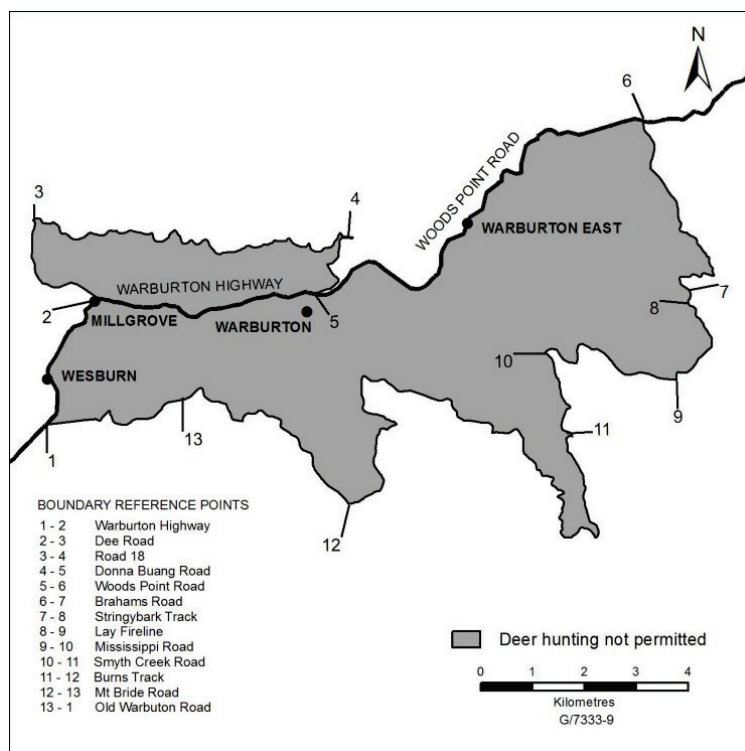 N
6
3
4
WOODS POINT ROAD
WARBURTON EAST
WARBURTON HIGHWAY
7
2
8
MILLGROVE
WARBURTON
5
WESBURN
10
9
13
11
1
12
BOUNDARY REFERENCE POINTS
1 - 2 Warburton Highway
2 - 3 Dee Road
3 - 4 Road 18
4 - 5 Donna Buang Road
5 - 6 Woods Point Road
6 - 7 Brahams Road
7 - 8 Stringybark Track
8 - 9 Lay Fireline
9 - 10 Mississippi Road
10 - 11 Smyth Creek Road
11 - 12 Burns Track
12 - 13 Mt Bride Road
13 - 1 Old Warbuton Road
Deer hunting not permitted
0 1 2 3 4
Kilometres
G/7333-9